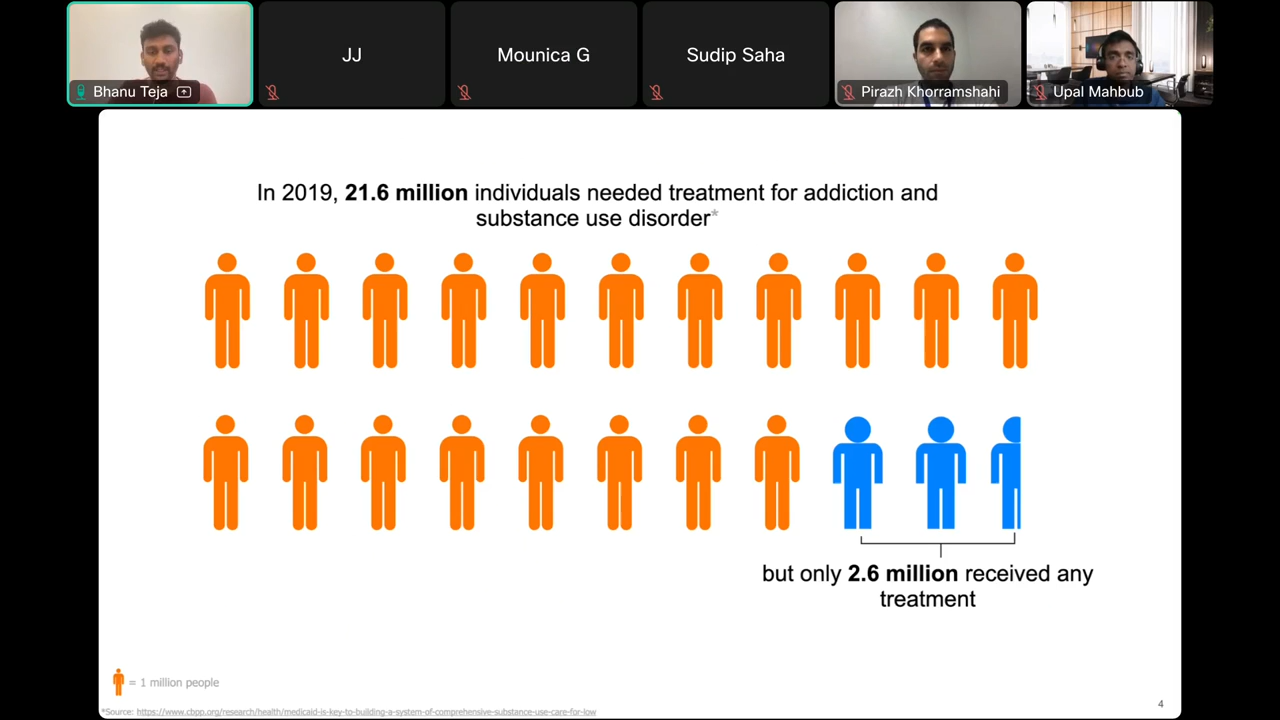 Bhanu Teja
JJ
Mounica G
Sudip Saha
Pirazh Khorramshahi
Upal Mahbub
In 2019, 21.6 million individuals needed treatment for addiction and
substance use disorder*
but only 2.6 million received any
treatment
= 1 million people
*Source: https://www.cbpp.org/research/health/medicaid-is-key-to-building-a-system-of-comprehensive-substance-use-care-for-low
4